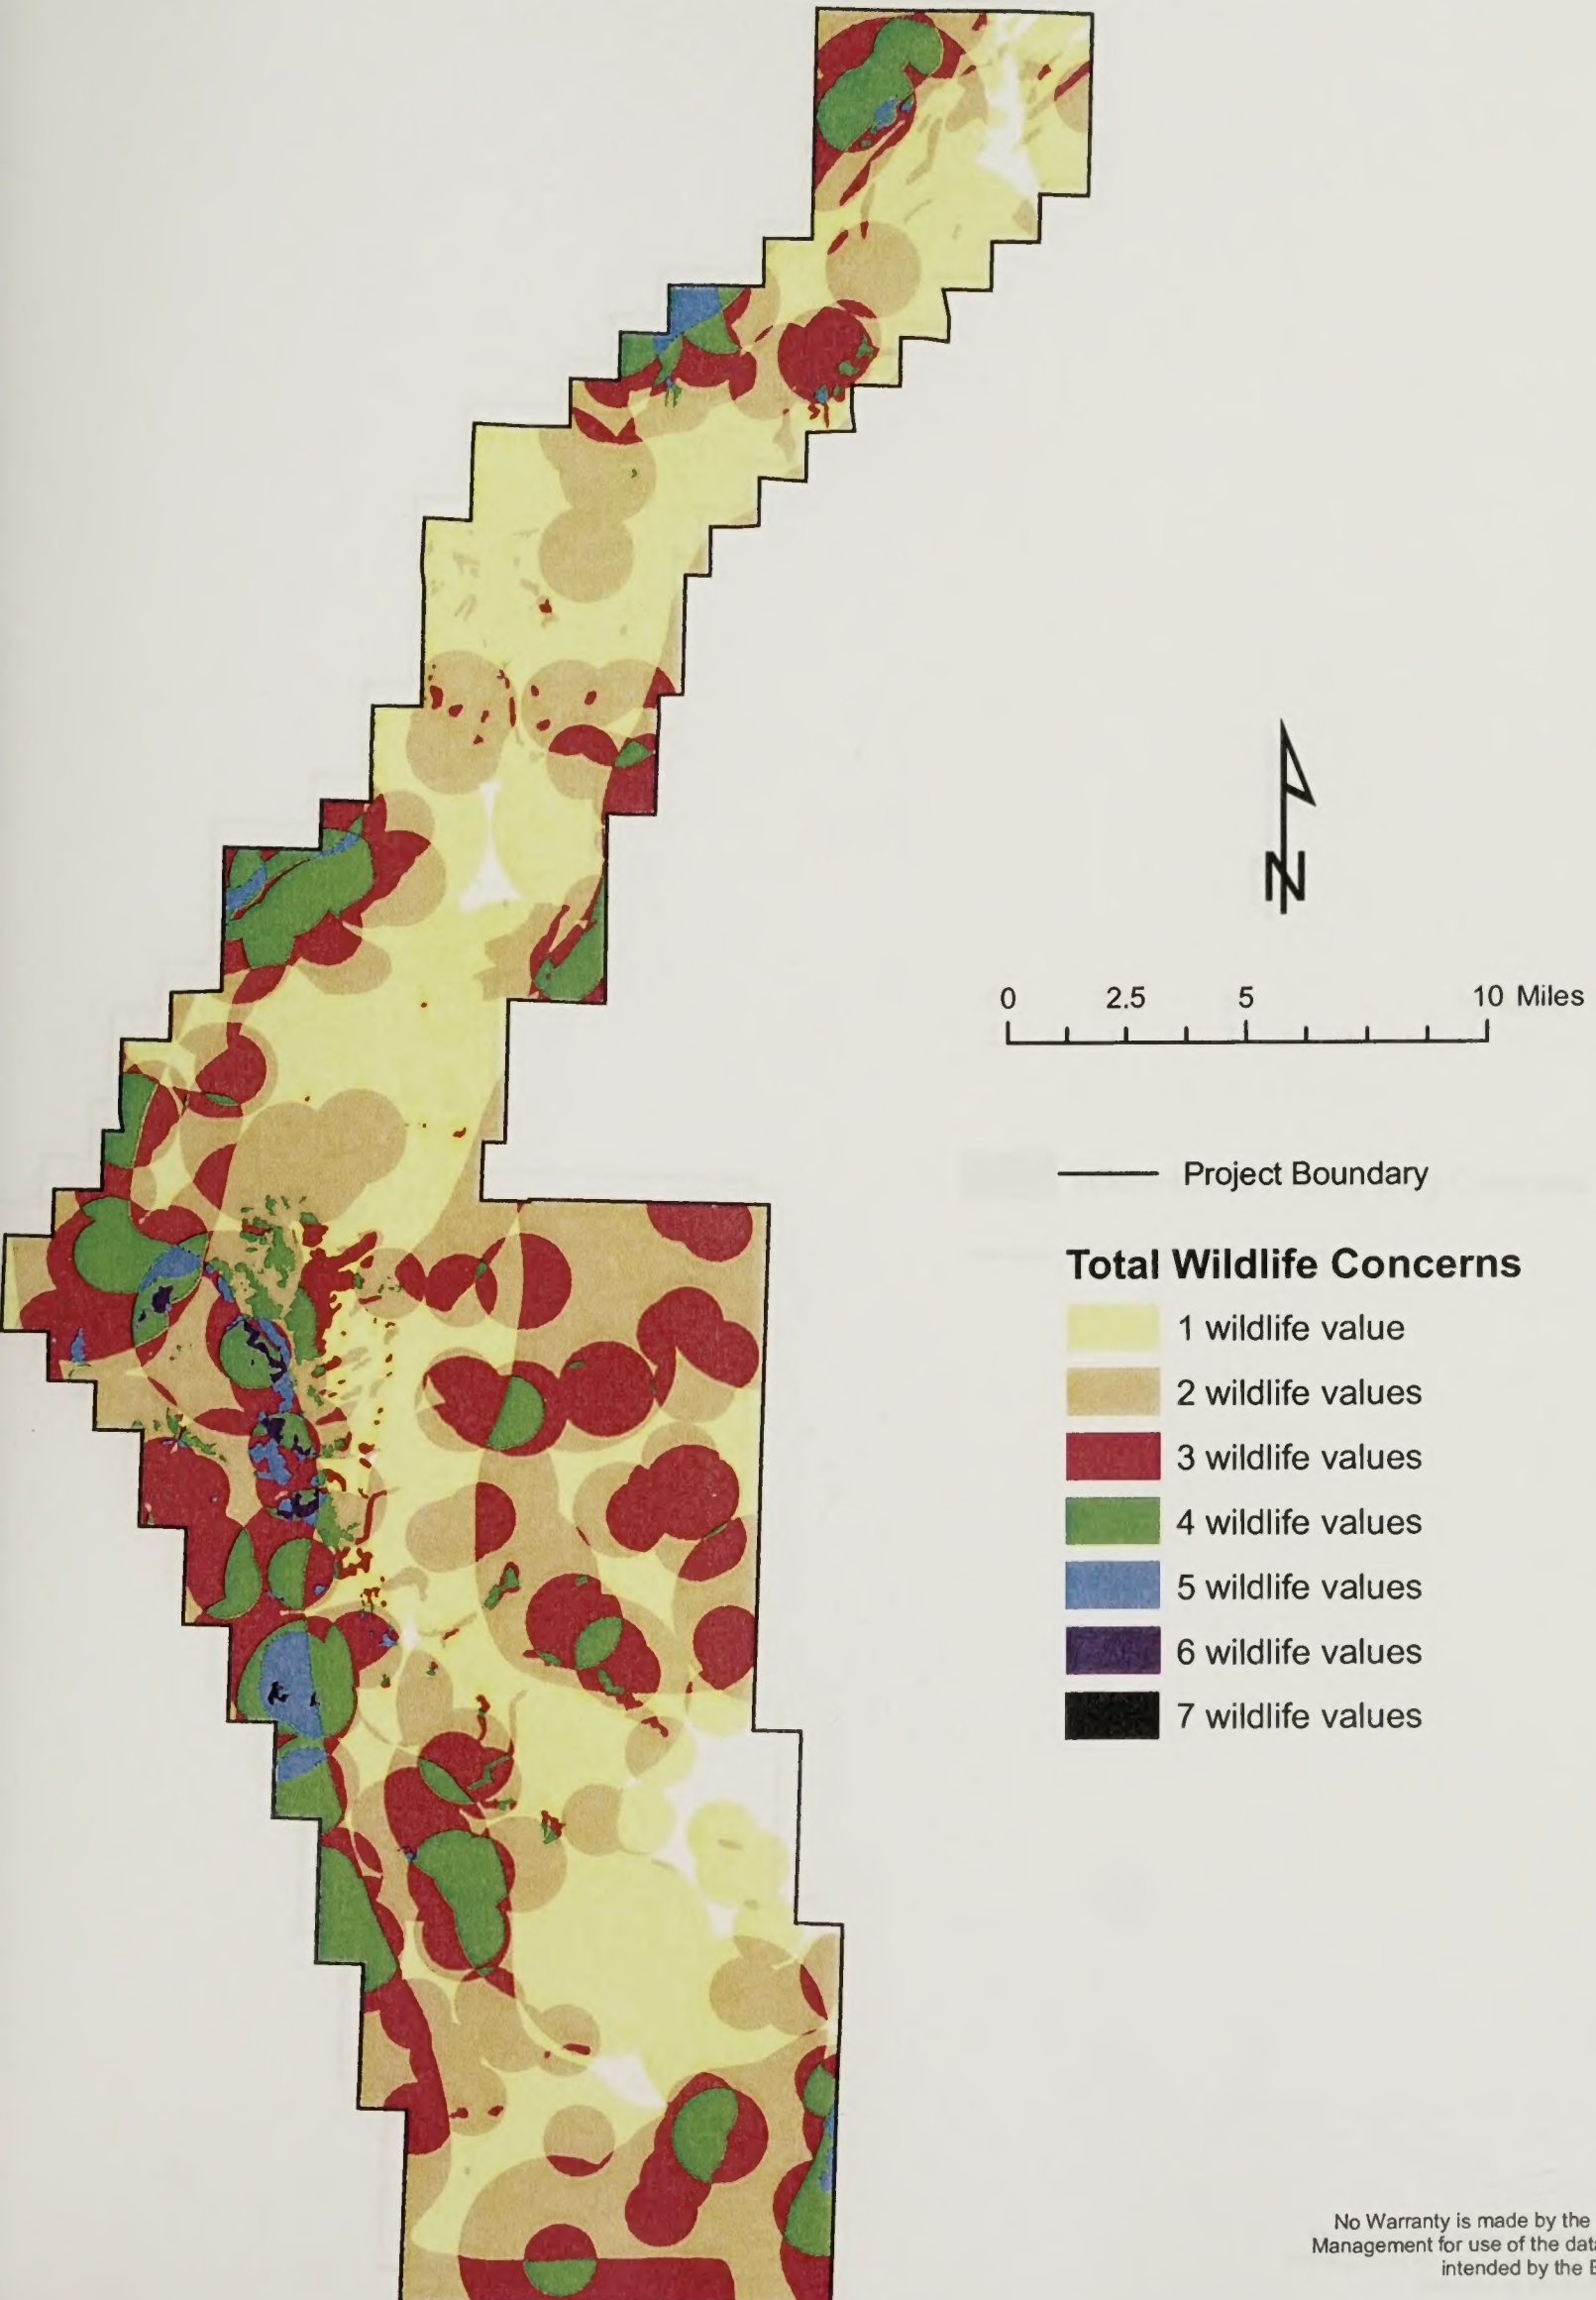 N
0 2.5 5 10 Miles
Project Boundary
Total Wildlife Concerns
1 wildlife value
2 wildlife values
3 wildlife values
4 wildlife values
5 wildlife values
6 wildlife values
7 wildlife values
No Warranty is made by the
Management for use of the
intended by the